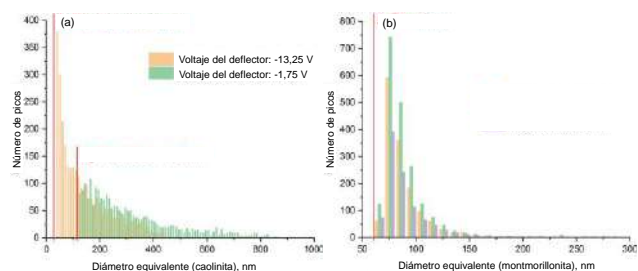 (a)
400
350
300
250
200
150
100
50
0
Número de picos
Voltaje del deflector: -13,25 V
Voltaje del deflector: -1,75 V
0 200 400 600 800 1000
Diámetro equivalente (caolinita), nm
(b)
800
700
600
500
400
300
200
100
0
Número de picos
50 100 150 200 250 300
Diámetro equivalente (montmorillonita), nm